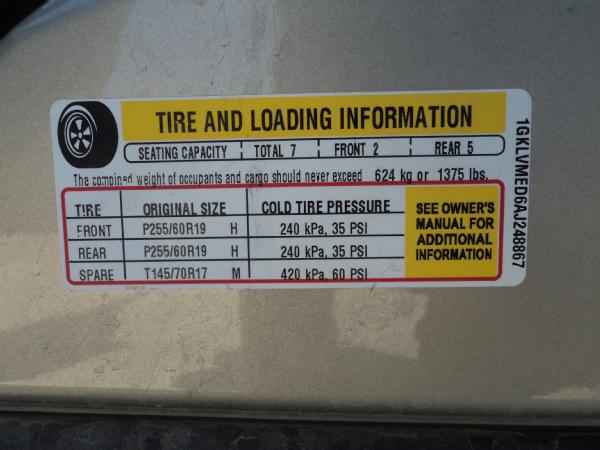 TIRE AND LOADING INFORMATION
SEATING CAPACITY TOTAL 7 FRONT 2 REAR 5
The combined weight of occupants and cargo should never exceed 624 kg or 1375 lbs.
TIRE ORIGINAL SIZE COLD TIRE PRESSURE
FRONT P255/60R19 H 240 kPa, 35 PSI
REAR P255/60R19 H 240 kPa, 35 PSI
SPARE T145/70R17 M 420 kPa, 60 PSI
SEE OWNER'S
MANUAL FOR
ADDITIONAL
INFORMATION
1GKLVMED6AJ248867